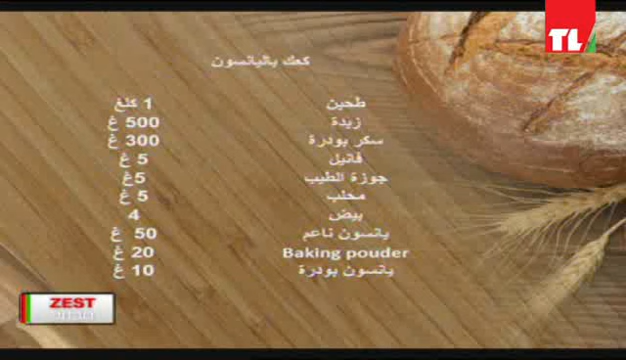 TL
كعك باليانسون
طحين 1 كلغ
زبدة 500 غ
سكر بودرة 300 غ
فانيل 5 غ
جوزة الطيب 5غ
محلب 5 غ
بيض 4
يانسون ناعم 50 غ
Baking pouder 20 غ
يانسون بودرة 10 غ
ZEST